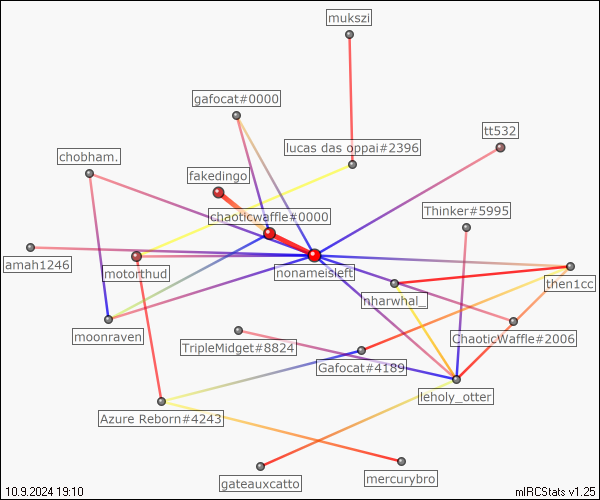 mukszi
gafocat#0000
tt532
lucas das oppai#2396
chobham.
fakedingo
Thinker#5995
chaoticwaffle#0000
amah1246
motorthud
nonameisleft
then1cc
nharwhal_
moonraven
ChaoticWaffle#2006
TripleMidget#8824
Gafocat#4189
leholy_otter
Azure Reborn#4243
gateauxcatto
mercurybro
10.9.2024 19:10
mIRCStats v1.25